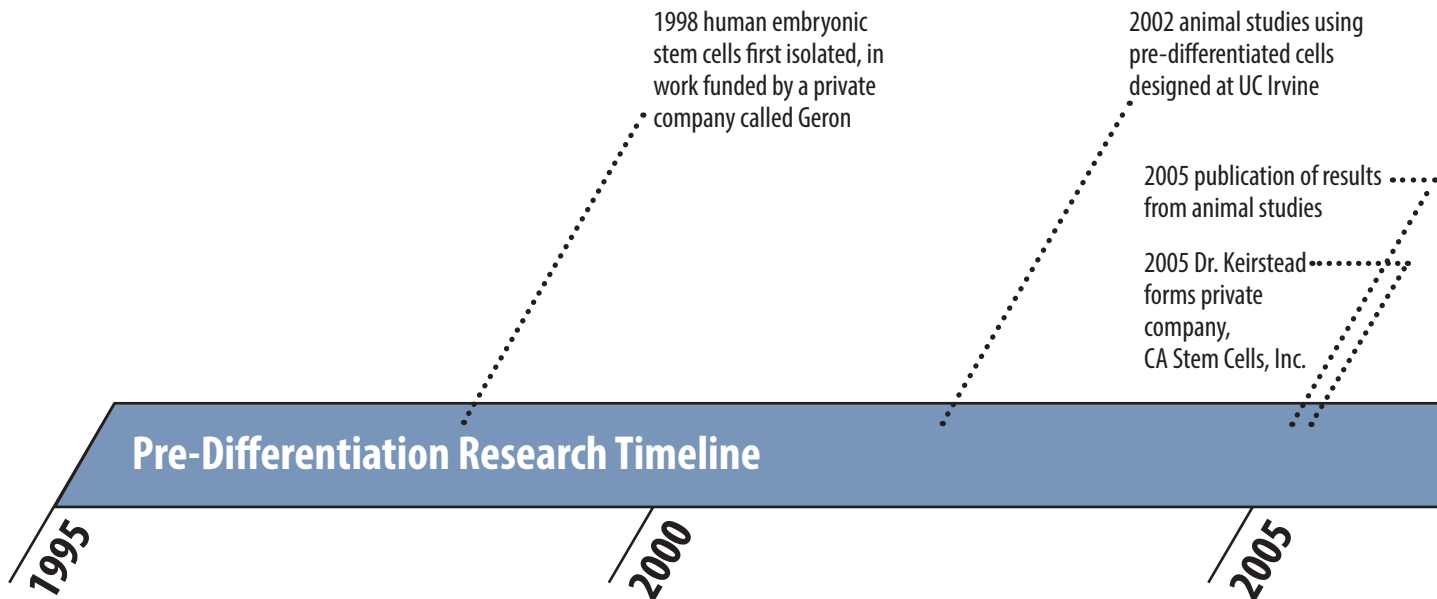 1998 human embryonic
stem cells first isolated, in
work funded by a private
company called Geron
2002 animal studies using
pre-differentiated cells
designed at UC Irvine
2005 publication of results
from animal studies
2005 Dr. Keirstead
forms private
company,
CA Stem Cells, Inc.
Pre-Differentiation Research Timeline
1995
2000
2005